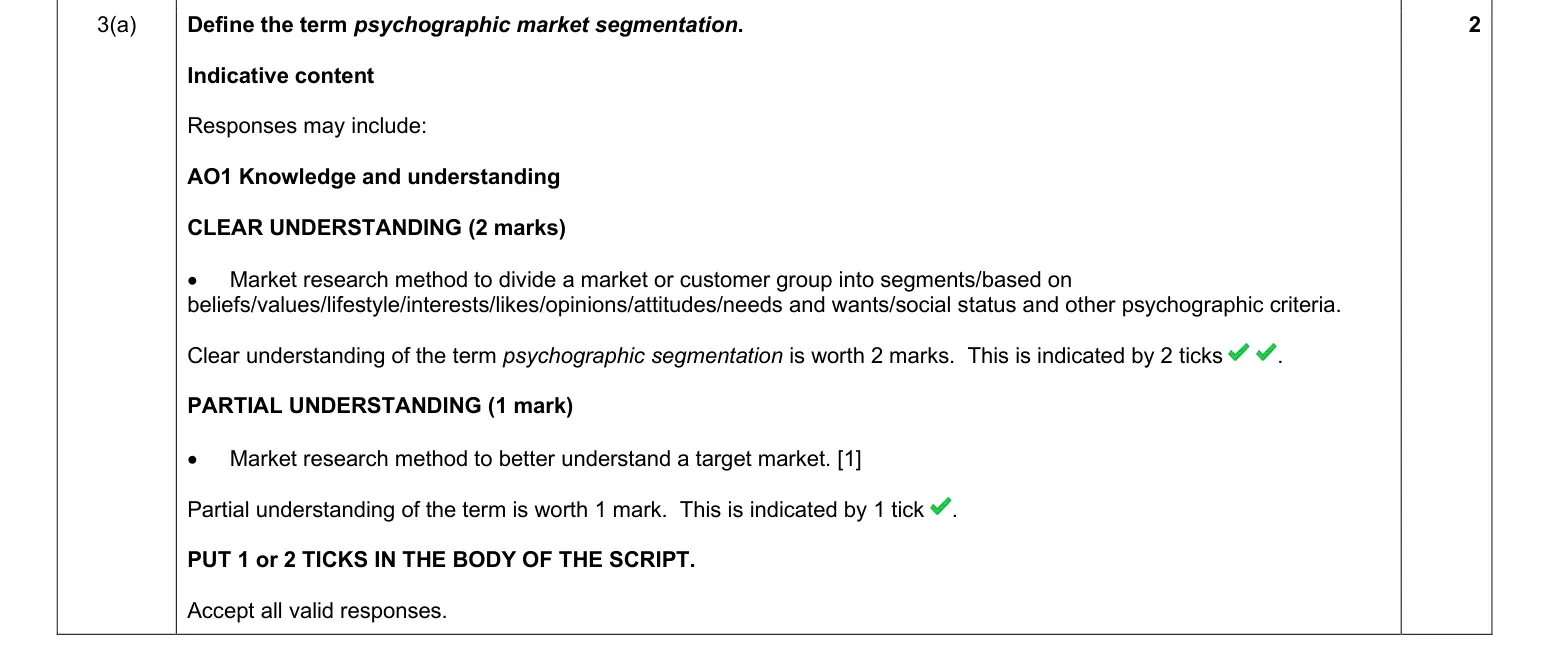 3(a) Define the term psychographic market segmentation. 2
Indicative content
Responses may include:
AO1 Knowledge and understanding
CLEAR UNDERSTANDING (2 marks)
• Market research method to divide a market or customer group into segments/based on
beliefs/values/lifestyle/interests/likes/opinions/attitudes/needs and wants/social status and other psychographic criteria.
Clear understanding of the term psychographic segmentation is worth 2 marks. This is indicated by 2 ticks ✔ ✔.
PARTIAL UNDERSTANDING (1 mark)
• Market research method to better understand a target market. [1]
Partial understanding of the term is worth 1 mark. This is indicated by 1 tick ✔.
PUT 1 or 2 TICKS IN THE BODY OF THE SCRIPT.
Accept all valid responses.